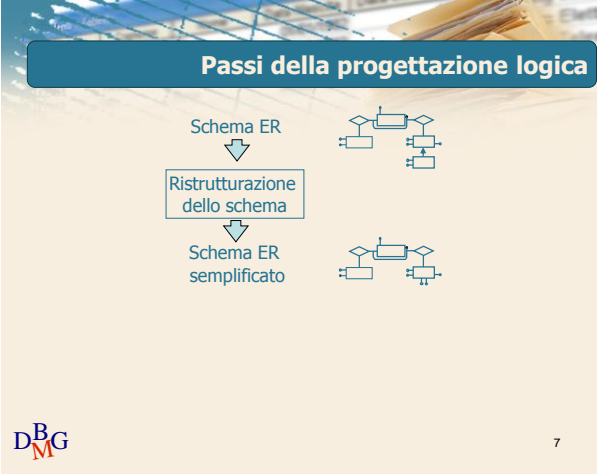 Passi della progettazione logica
Schema ER
Ristrutturazione
dello schema
Schema ER
semplificato
DBMG
7